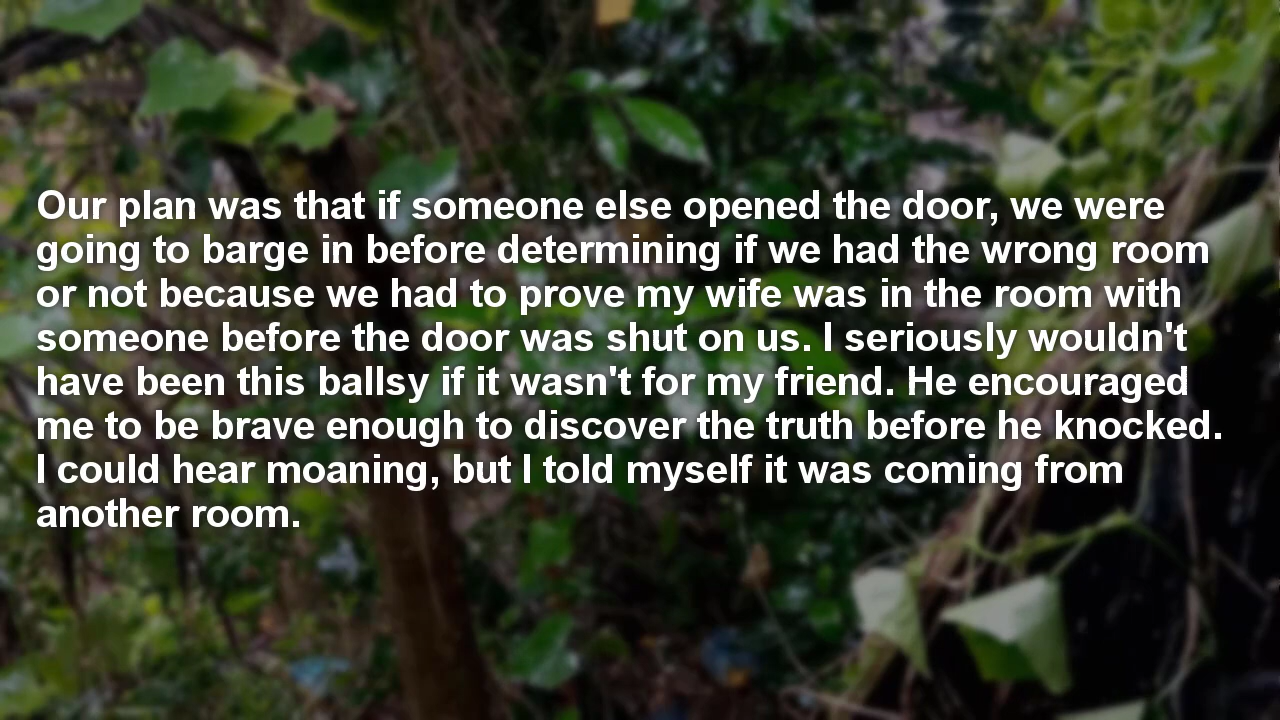 Our plan was that if someone else opened the door, we were
going to barge in before determining if we had the wrong room
or not because we had to prove my wife was in the room with
someone before the door was shut on us. I seriously wouldn't
have been this ballsy if it wasn't for my friend. He encouraged
me to be brave enough to discover the truth before he knocked.
I could hear moaning, but I told myself it was coming from
another room.